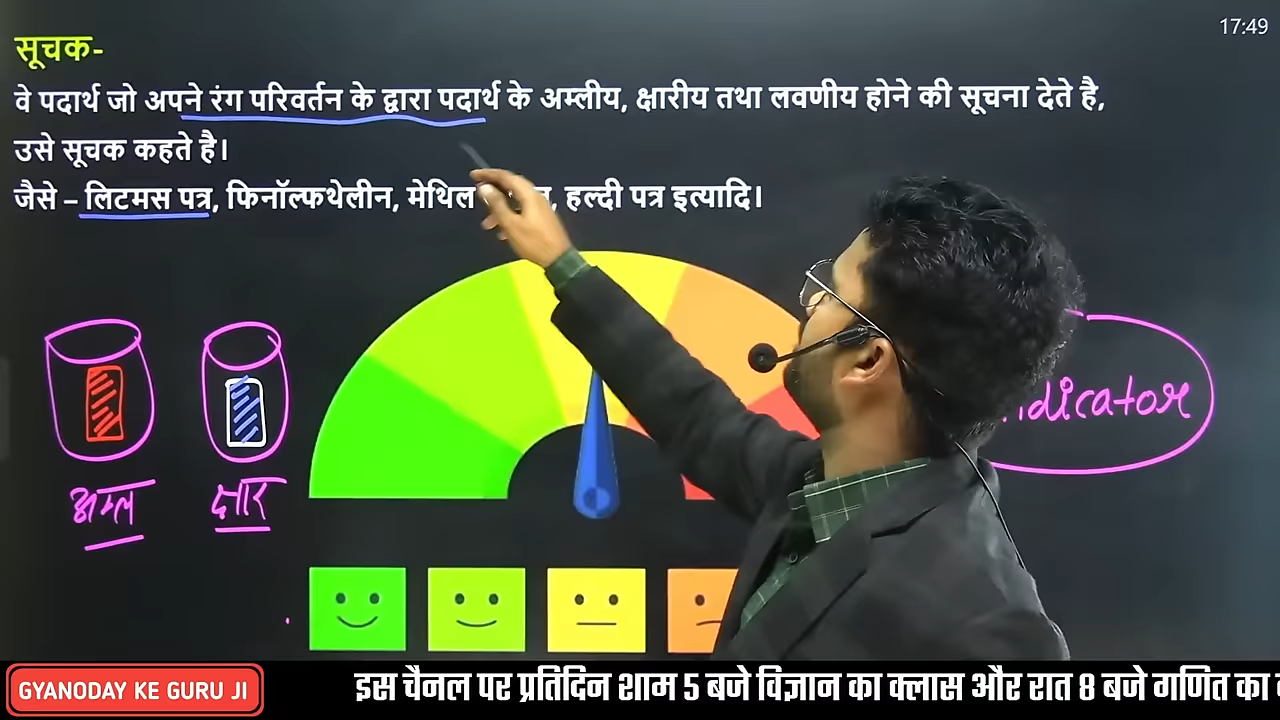 17:49
सूचक-
वे पदार्थ जो अपने रंग परिवर्तन के द्वारा पदार्थ के अम्लीय, क्षारीय तथा लवणीय होने की सूचना देते है,
उसे सूचक कहते है।
जैसे – लिटमस पत्र, फिनॉल्फथेलीन, मेथिल , हल्दी पत्र इत्यादि।
dicator
अम्ल
क्षार
GYANODAY KE GURU JI
इस चैनल पर प्रतिदिन शाम 5 बजे विज्ञान का क्लास और रात 8 बजे गणित का